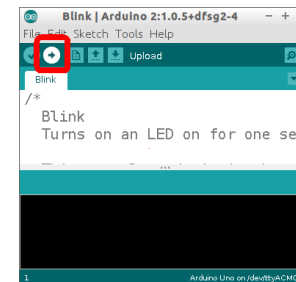 Blink | Arduino 2:1.0.5+dfsg2-4
File Edit Sketch Tools Help
Upload
Blink
/*
Blink
Turns on an LED on for one se
1 Arduino Uno on /dev/ttyACM0